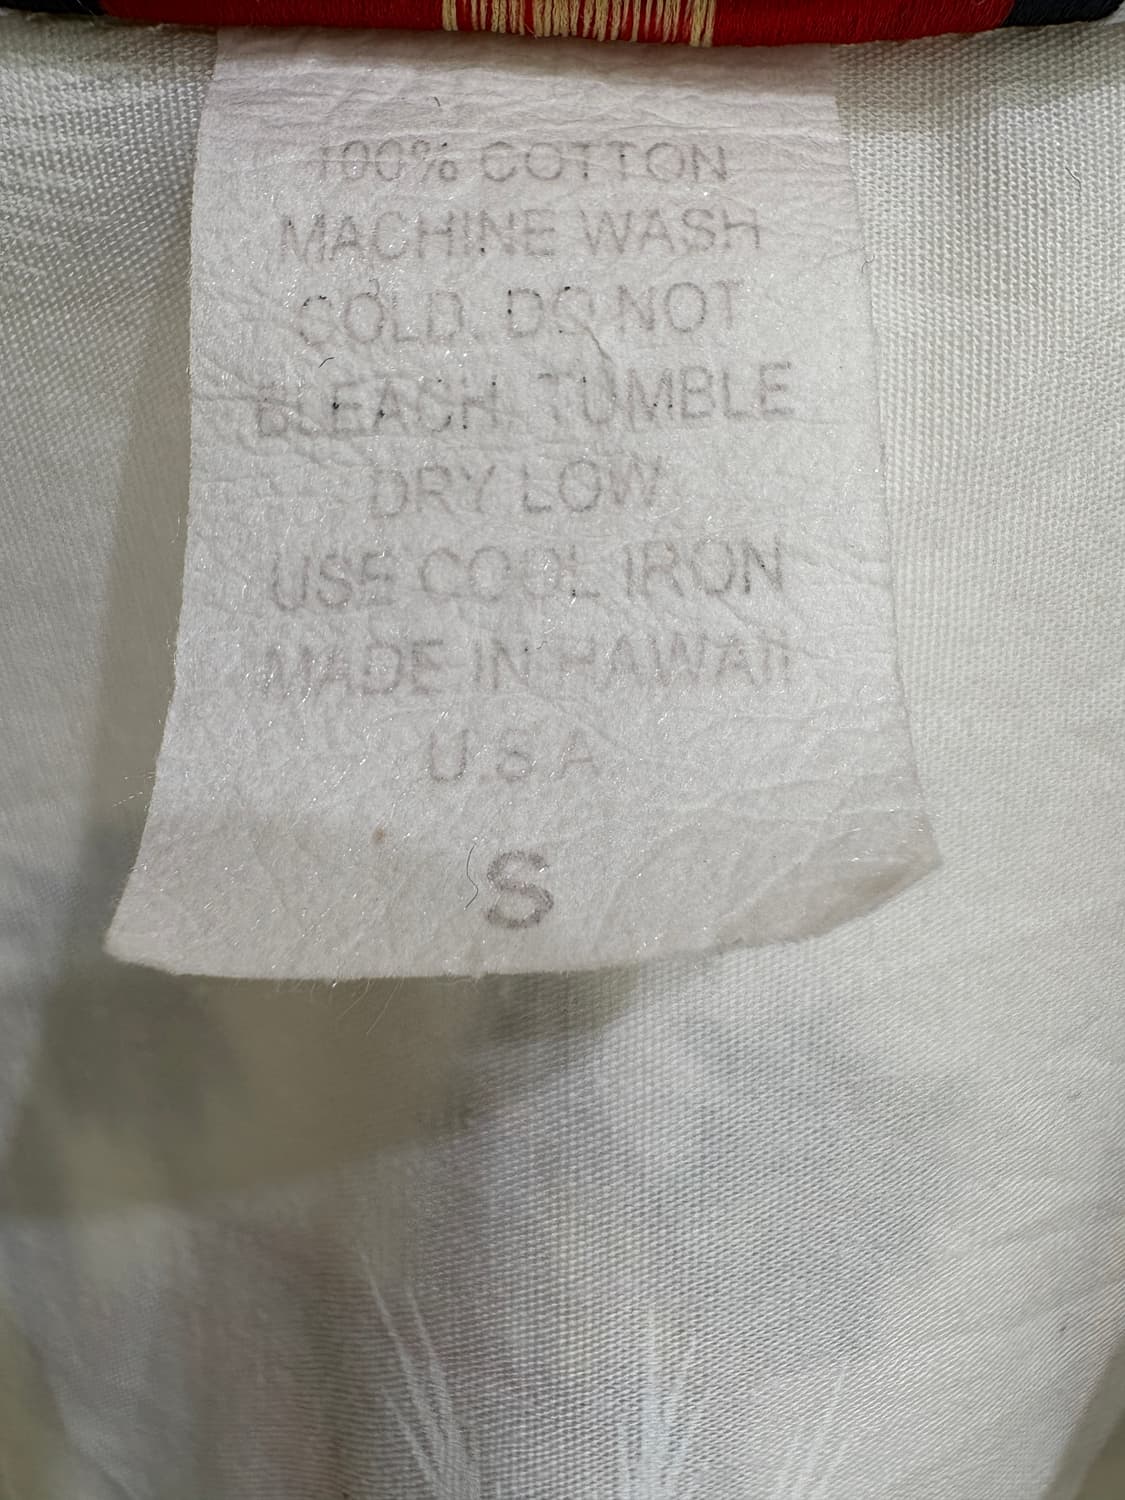 100% COTTON
MACHINE WASH
COLD. DO NOT
BLEACH. TUMBLE
DRY LOW
USE COOL IRON
MADE IN HAWAII
U.S.A
S